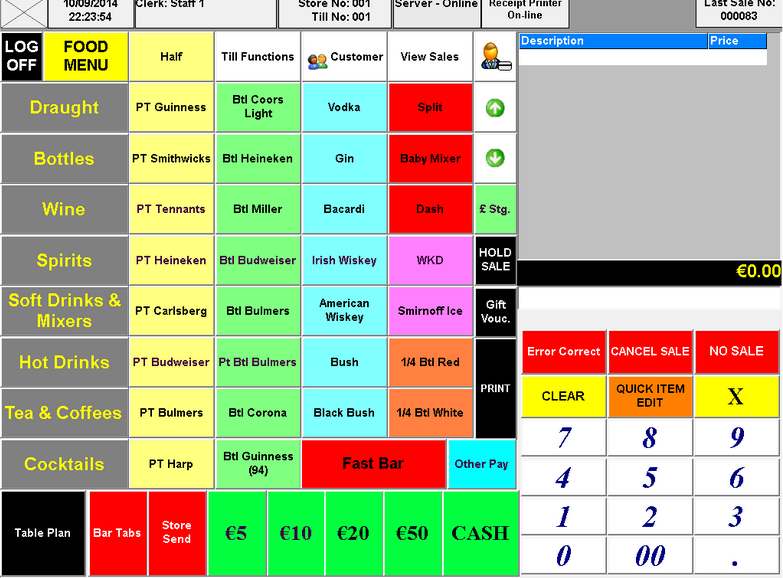 10/09/2014
22:23:54
Clerk: Staff 1
Store No: 001
Till No: 001
Server - Online
Receipt Printer
On-line
Last Sale No:
000083
LOG
OFF
FOOD
MENU
Half
Till Functions
Customer
View Sales
Description
Price
Draught
PT Guinness
Btl Coors
Light
Vodka
Split
Bottles
PT Smithwicks
Btl Heineken
Gin
Baby Mixer
Wine
PT Tennants
Btl Miller
Bacardi
Dash
£ Stg.
Spirits
PT Heineken
Btl Budweiser
Irish Wiskey
WKD
HOLD
SALE
€0.00
Soft Drinks &
Mixers
PT Carlsberg
Btl Bulmers
American
Wiskey
Smirnoff Ice
Gift
Vouc.
Hot Drinks
PT Budweiser
Pt Btl Bulmers
Bush
1/4 Btl Red
PRINT
Error Correct
CANCEL SALE
NO SALE
Tea & Coffees
PT Bulmers
Btl Corona
Black Bush
1/4 Btl White
CLEAR
QUICK ITEM
EDIT
X
Cocktails
PT Harp
Btl Guinness
(94)
Fast Bar
Other Pay
7 8 9
4 5 6
1 2 3
0 00 .
Table Plan
Bar Tabs
Store
Send
€5
€10
€20
€50
CASH